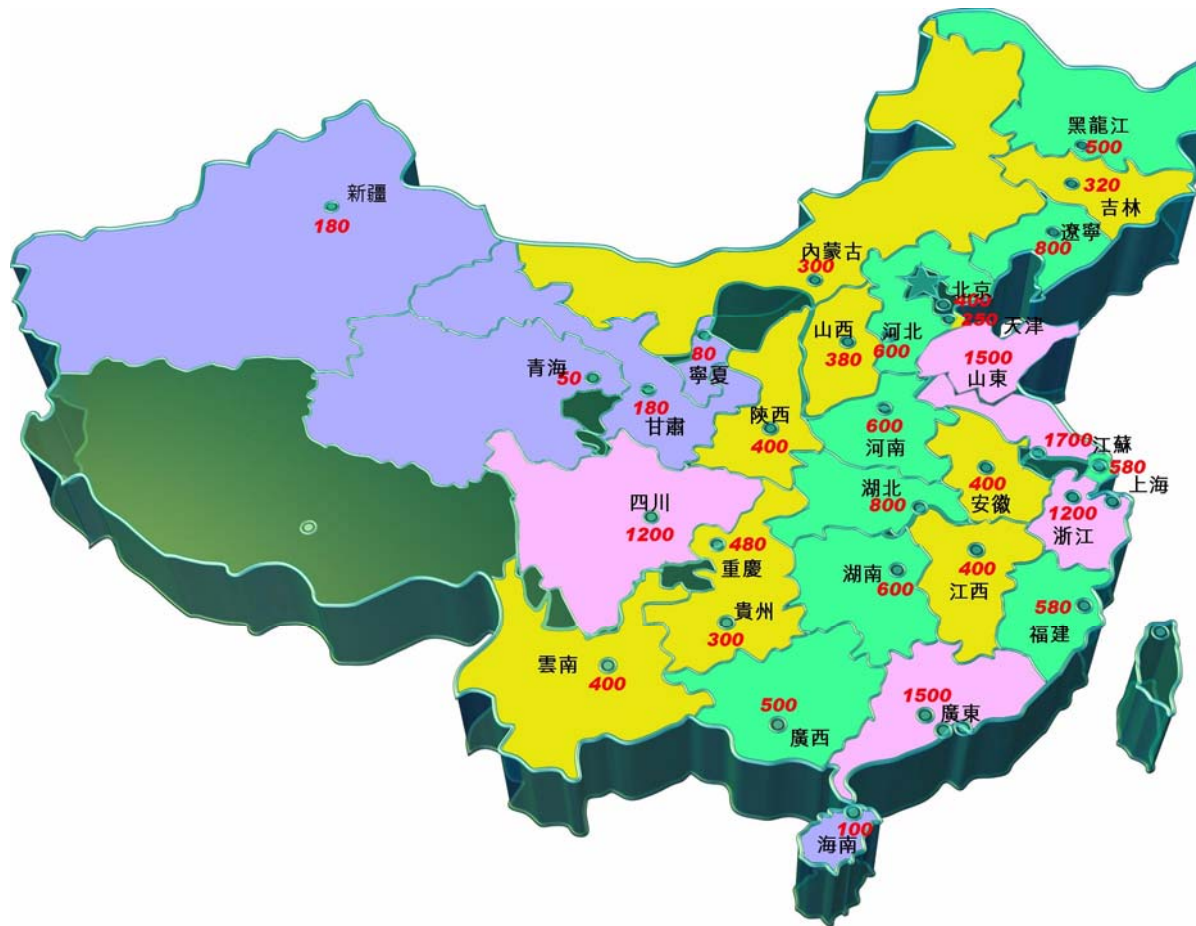 黑龍江
500
320
吉林
新疆
180
遼寧
800
內蒙古
300
北京
400
250
天津
山西
380
河北
600
1500
山東
80
寧夏
青海
50
180
甘肅
陝西
400
600
河南
1700
江蘇
580
上海
四川
1200
湖北
800
400
安徽
1200
浙江
480
重慶
湖南
600
400
江西
580
福建
貴州
300
雲南
400
500
廣西
1500
廣東
100
海南